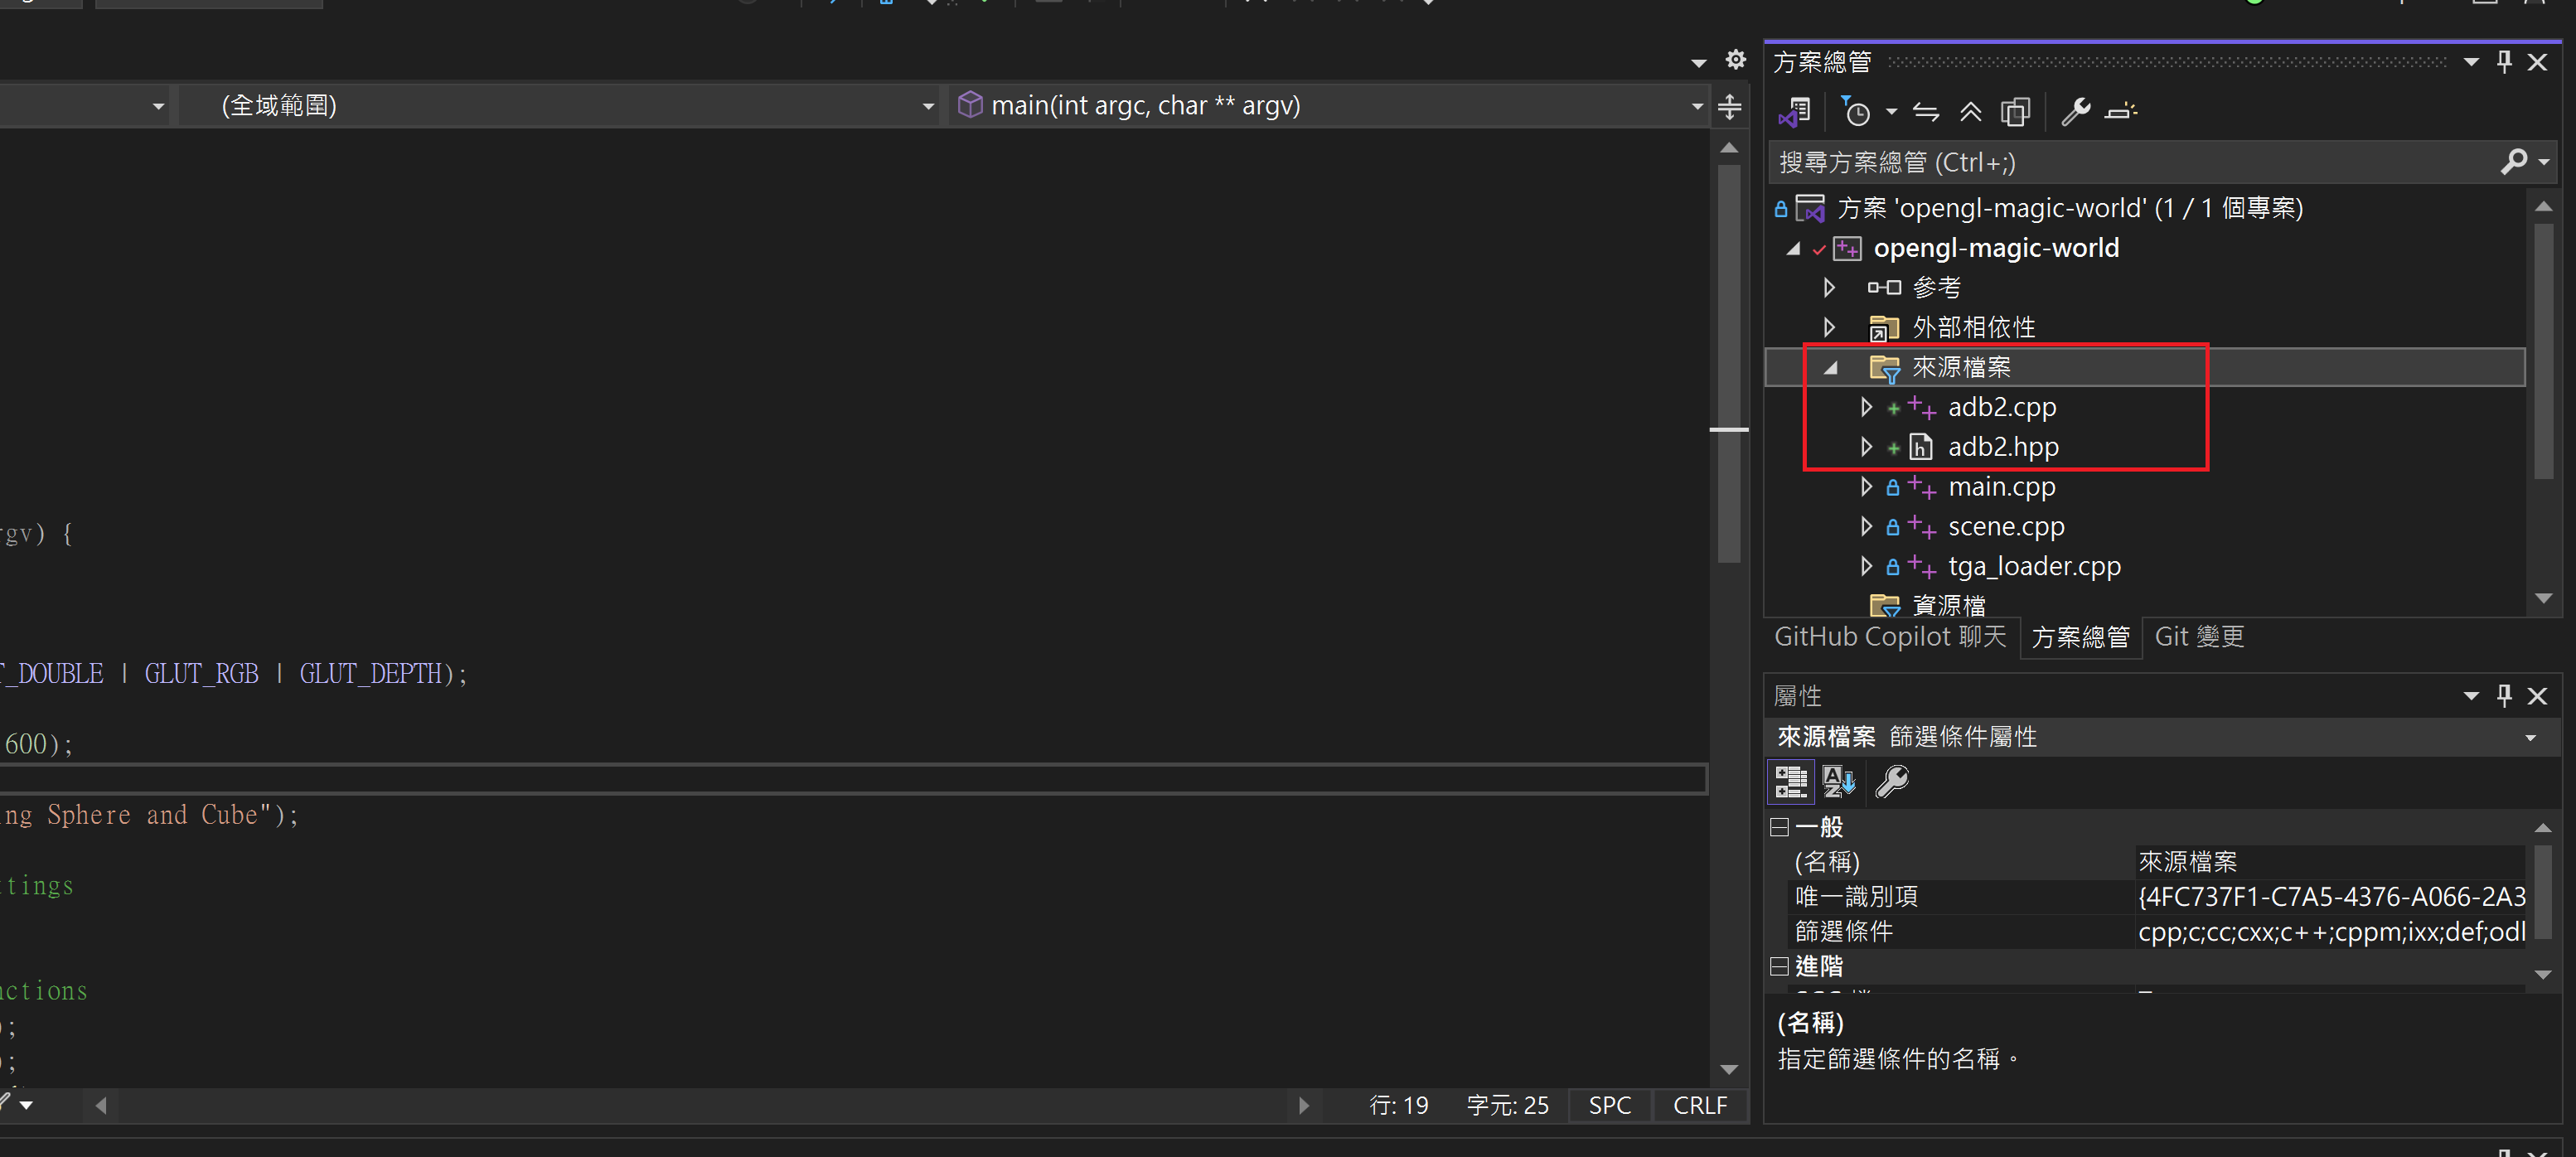 (全域範圍)
main(int argc, char ** argv)
rgv) {
T_DOUBLE | GLUT_RGB | GLUT_DEPTH);
600);
ing Sphere and Cube");
ttings
nctions
);
);
行: 19
字元: 25
SPC
CRLF
方案總管
搜尋方案總管 (Ctrl+;)
方案 'opengl-magic-world' (1 / 1 個專案)
opengl-magic-world
參考
外部相依性
來源檔案
adb2.cpp
adb2.hpp
main.cpp
scene.cpp
tga_loader.cpp
資源檔
GitHub Copilot 聊天
方案總管
Git 變更
屬性
來源檔案 篩選條件屬性
一般
(名稱) 來源檔案
唯一識別項 {4FC737F1-C7A5-4376-A066-2A3
篩選條件 cpp;c;cc;cxx;c++;cppm;ixx;def;odl
進階
(名稱)
指定篩選條件的名稱。